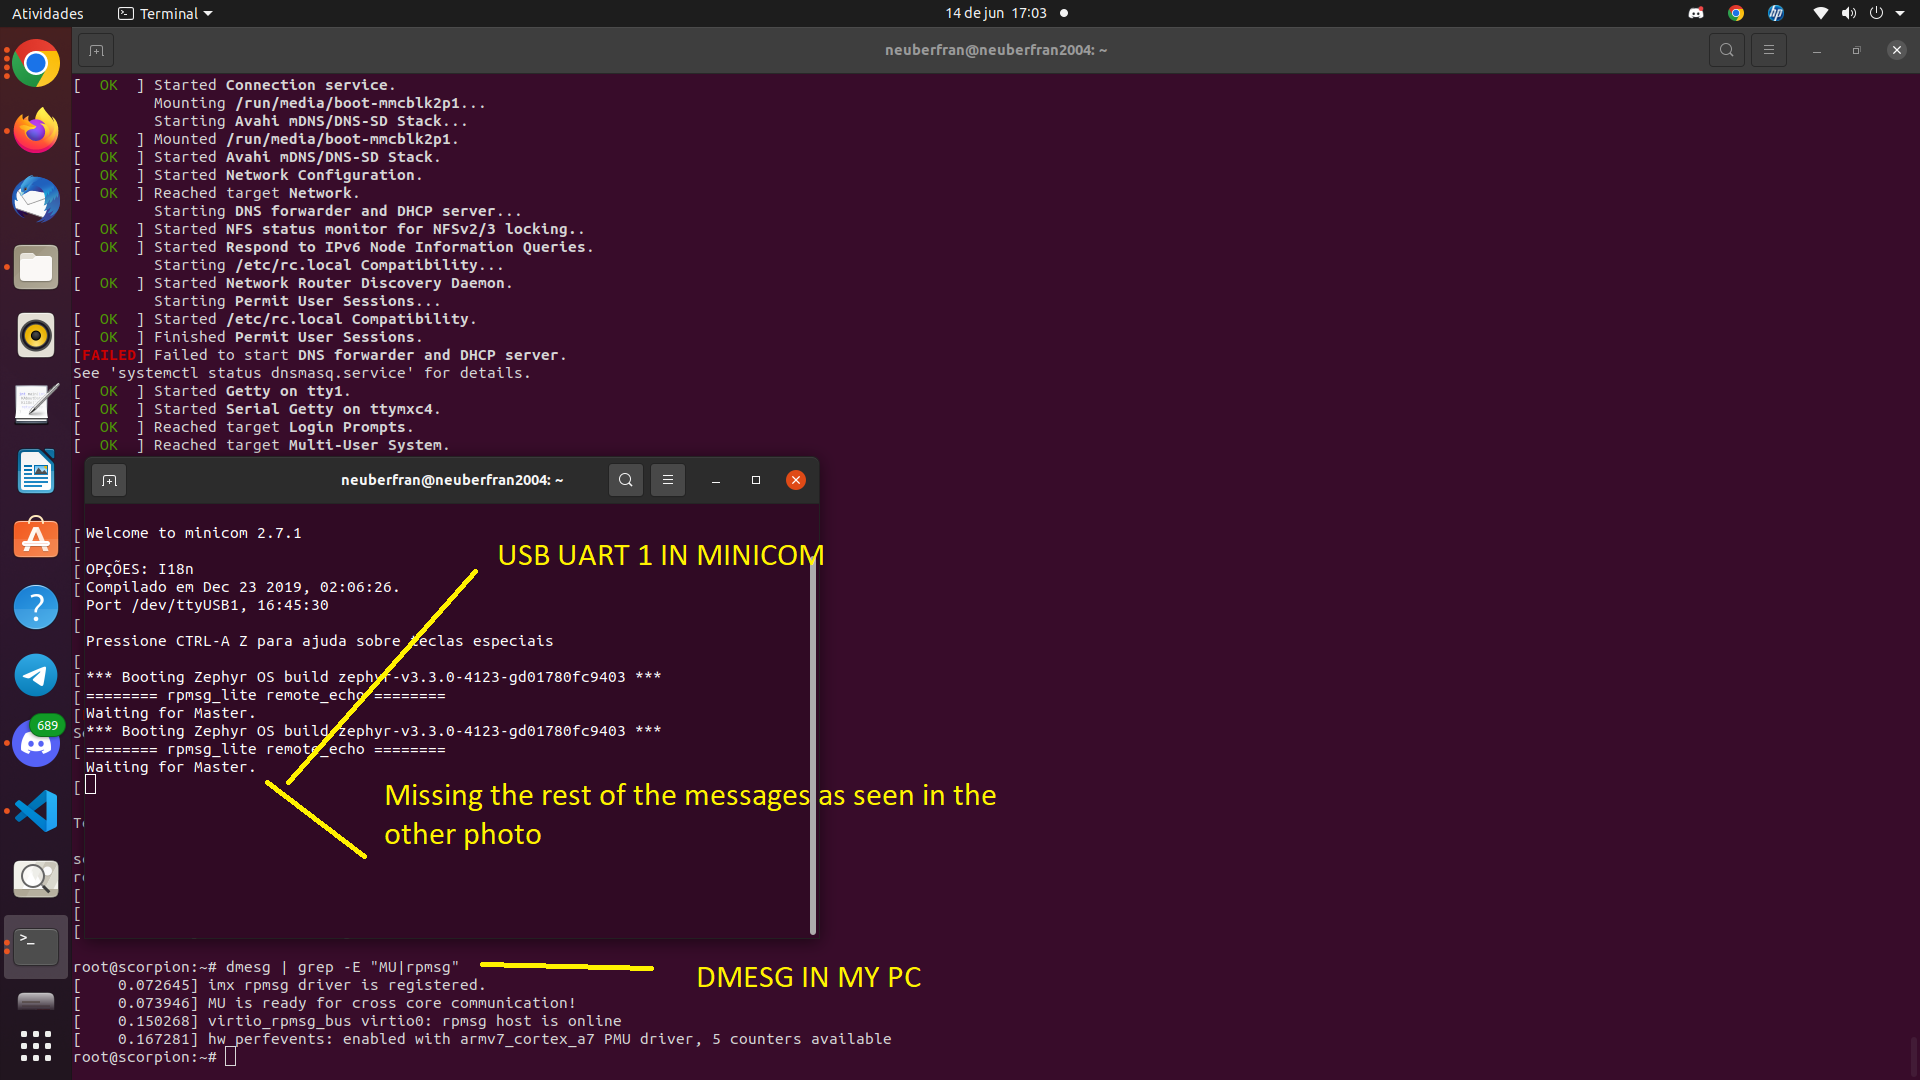 Atividades
Terminal
14 de jun 17:03
neuberfran@neuberfran2004: ~
[ OK ] Started Connection service.
Mounting /run/media/boot-mmcblk2p1...
Starting Avahi mDNS/DNS-SD Stack...
[ OK ] Mounted /run/media/boot-mmcblk2p1.
[ OK ] Started Avahi mDNS/DNS-SD Stack.
[ OK ] Started Network Configuration.
[ OK ] Reached target Network.
Starting DNS forwarder and DHCP server...
[ OK ] Started NFS status monitor for NFSv2/3 locking..
[ OK ] Started Respond to IPv6 Node Information Queries.
Starting /etc/rc.local Compatibility...
[ OK ] Started Network Router Discovery Daemon.
Starting Permit User Sessions...
[ OK ] Started /etc/rc.local Compatibility.
[ OK ] Finished Permit User Sessions.
[FAILED] Failed to start DNS forwarder and DHCP server.
See 'systemctl status dnsmasq.service' for details.
[ OK ] Started Getty on tty1.
[ OK ] Started Serial Getty on ttymxc4.
[ OK ] Reached target Login Prompts.
[ OK ] Reached target Multi-User System.
neuberfran@neuberfran2004: ~
Welcome to minicom 2.7.1
USB UART 1 IN MINICOM
OPÇÕES: I18n
Compilado em Dec 23 2019, 02:06:26.
Port /dev/ttyUSB1, 16:45:30
Pressione CTRL-A Z para ajuda sobre teclas especiais
*** Booting Zephyr OS build zephyr-v3.3.0-4123-gd01780fc9403 ***
======== rpmsg_lite remote_echo ========
Waiting for Master.
*** Booting Zephyr OS build zephyr-v3.3.0-4123-gd01780fc9403 ***
======== rpmsg_lite remote_echo ========
Waiting for Master.
689
Missing the rest of the messages as seen in the
other photo
root@scorpion:~# dmesg | grep -E "MU|rpmsg"
DMESG IN MY PC
[    0.072645] imx rpmsg driver is registered.
[    0.073946] MU is ready for cross core communication!
[    0.150268] virtio_rpmsg_bus virtio0: rpmsg host is online
[    0.167281] hw perfevents: enabled with armv7_cortex_a7 PMU driver, 5 counters available
root@scorpion:~#